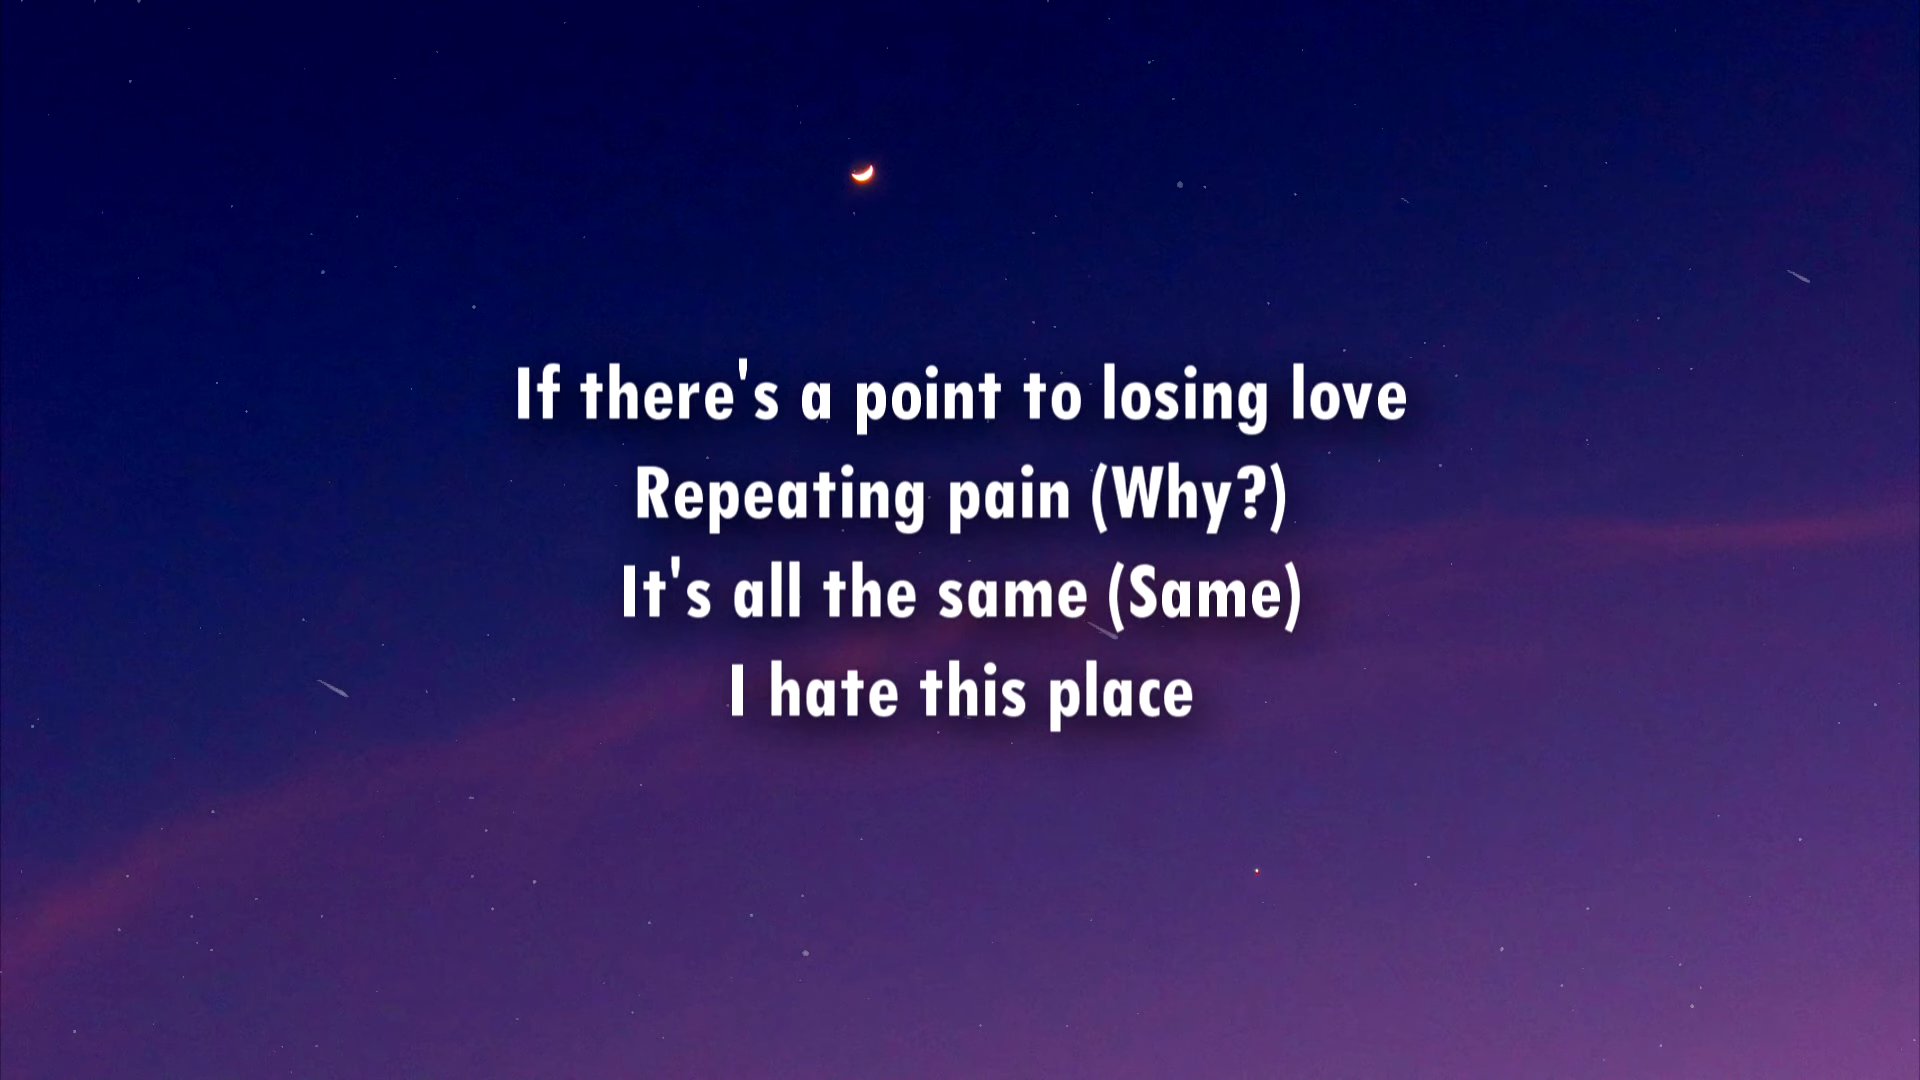 If there's a point to losing love
Repeating pain (Why?)
It's all the same (Same)
I hate this place